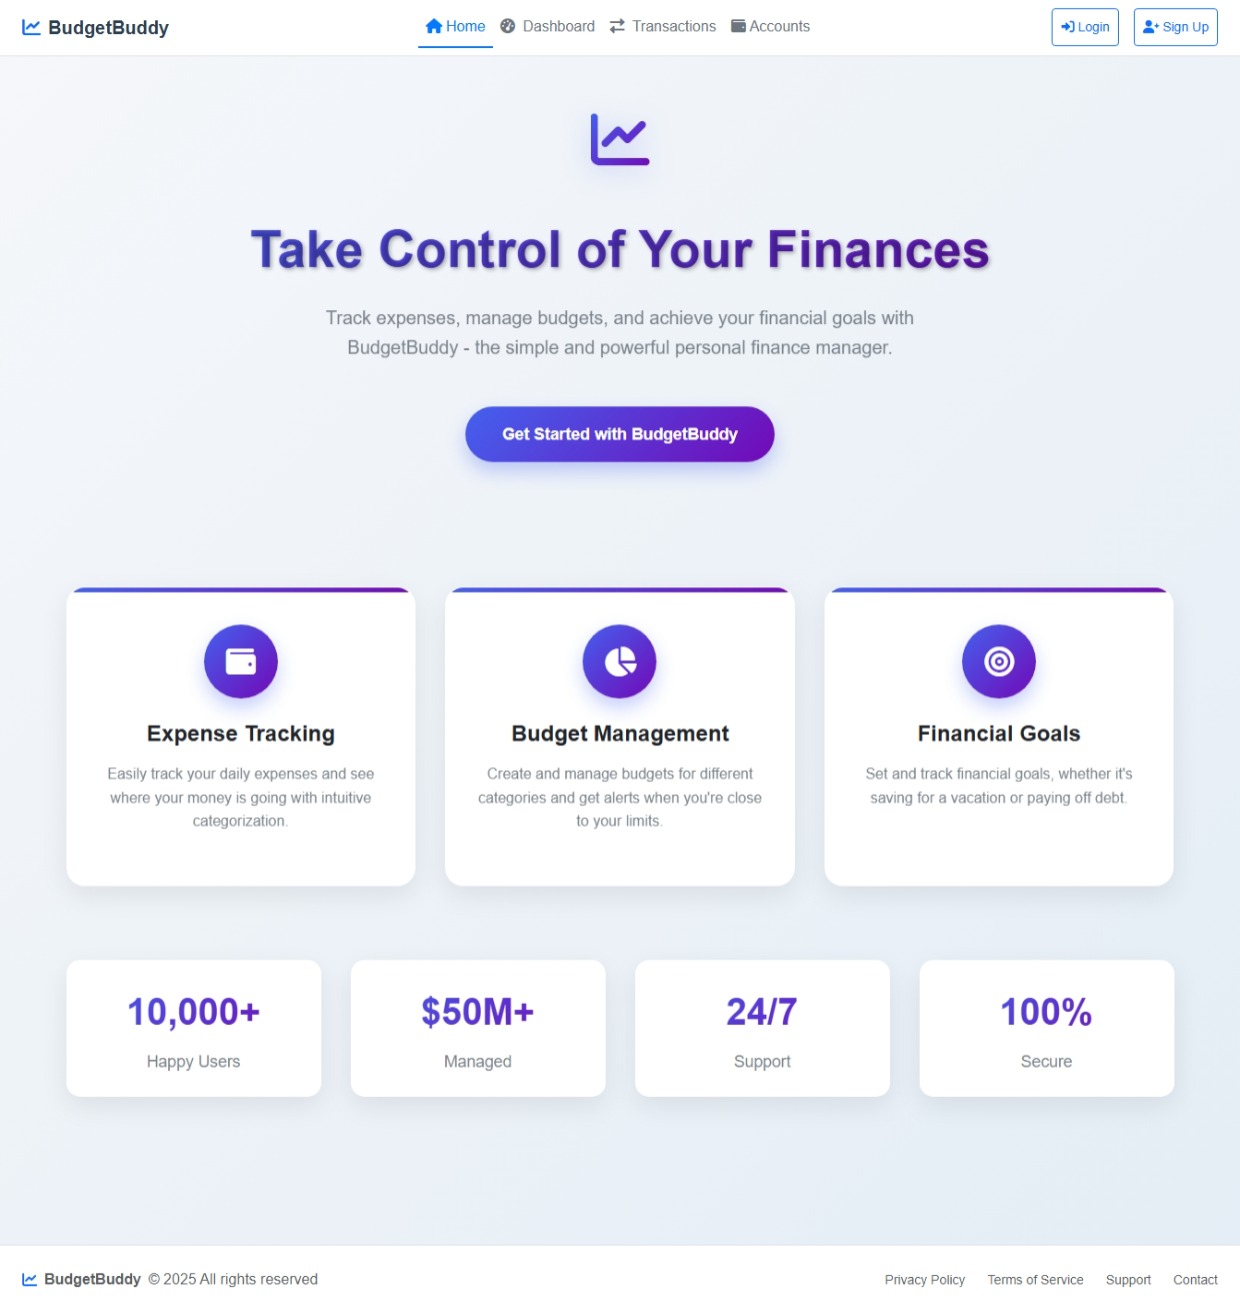 BudgetBuddy
Home Dashboard Transactions Accounts
Login Sign Up
Take Control of Your Finances
Track expenses, manage budgets, and achieve your financial goals with
BudgetBuddy - the simple and powerful personal finance manager.
Get Started with BudgetBuddy
Expense Tracking
Easily track your daily expenses and see
where your money is going with intuitive
categorization.
Budget Management
Create and manage budgets for different
categories and get alerts when you're close
to your limits.
Financial Goals
Set and track financial goals, whether it's
saving for a vacation or paying off debt.
10,000+
Happy Users
$50M+
Managed
24/7
Support
100%
Secure
BudgetBuddy © 2025 All rights reserved
Privacy Policy Terms of Service Support Contact